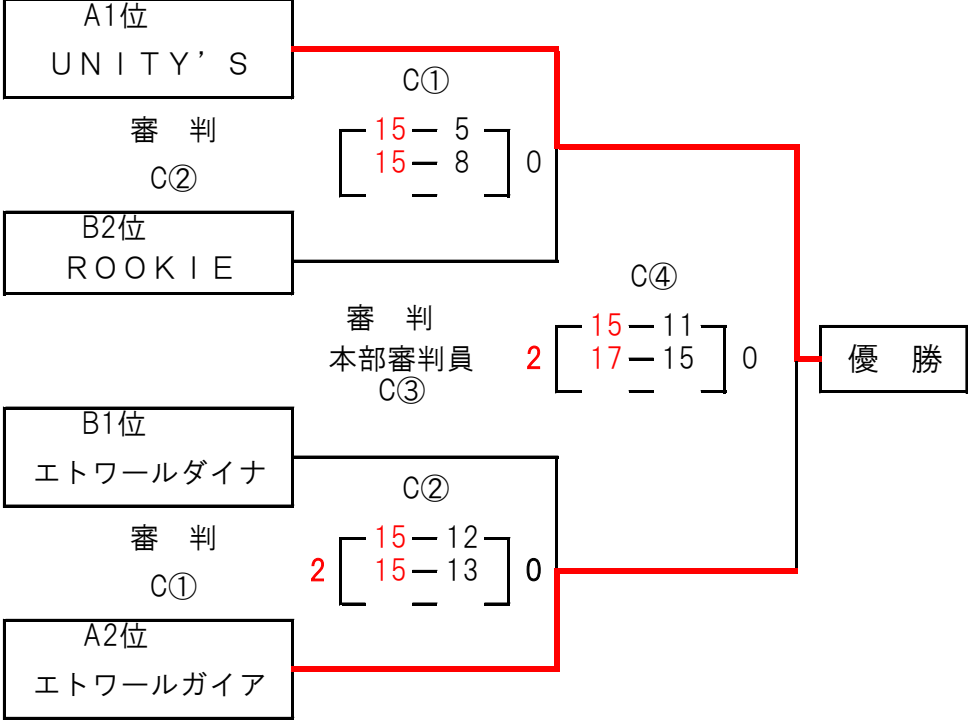 A1位
ＵＮＩＴＹ’Ｓ
C①
15 ― 5
15 ― 8
0
―
審　判
C②
B2位
ＲＯＯＫＩＥ
C④
審　判
本部審判員
C③
15 ― 11
2
17 ― 15
0
―
優　勝
B1位
エトワールダイナ
C②
審　判
C①
15 ― 12
2
15 ― 13
0
―
A2位
エトワールガイア